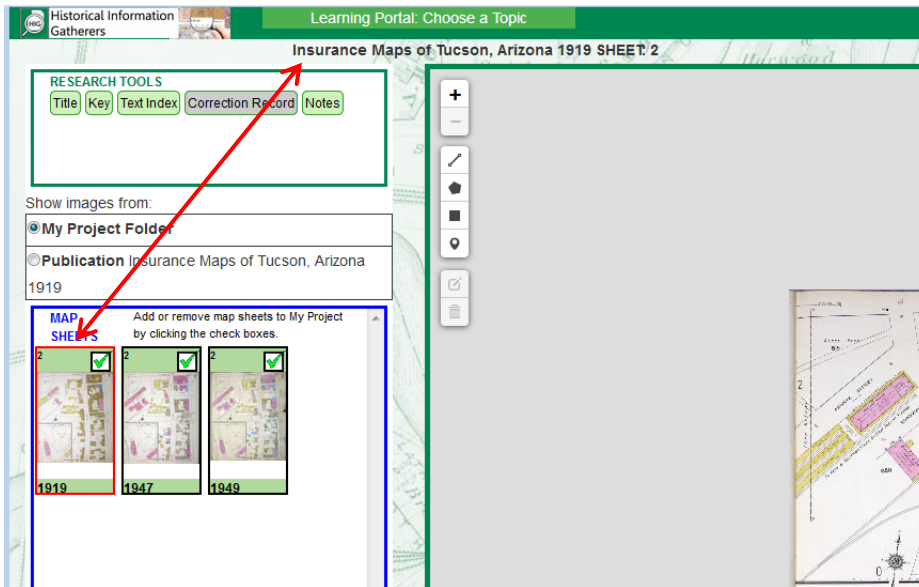 Historical Information
Gatherers
HIG
Learning Portal: Choose a Topic
Insurance Maps of Tucson, Arizona 1919 SHEET: 2
RESEARCH TOOLS
Title Key Text Index Correction Record Notes
Show images from:
My Project Folder
Publication Insurance Maps of Tucson, Arizona
1919
MAP
SHEETS
Add or remove map sheets to My Project
by clicking the check boxes.
2 2 2
1919 1947 1949
+
−
2
0